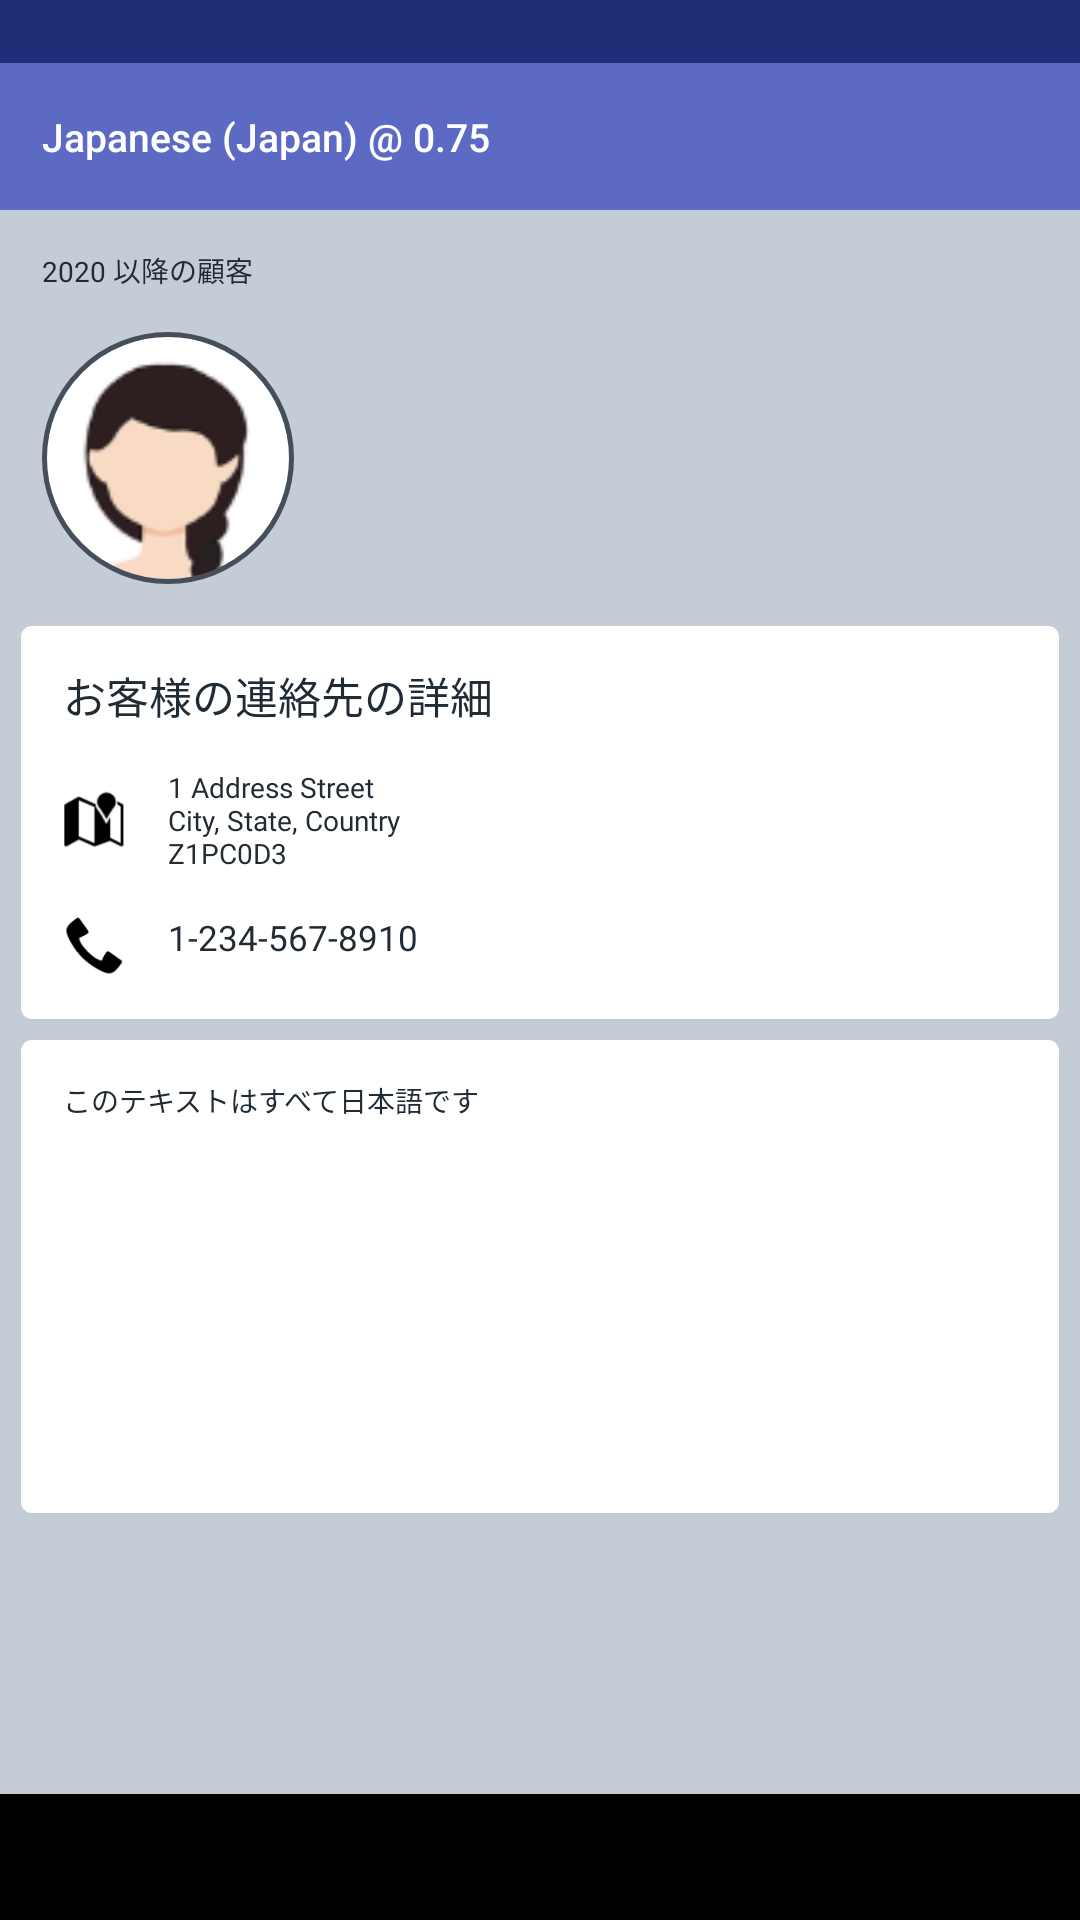 Japanese (Japan) @ 0.75
2020 以降の顧客
お客様の連絡先の詳細
1 Address Street
City, State, Country
Z1PC0D3
1-234-567-8910
このテキストはすべて日本語です